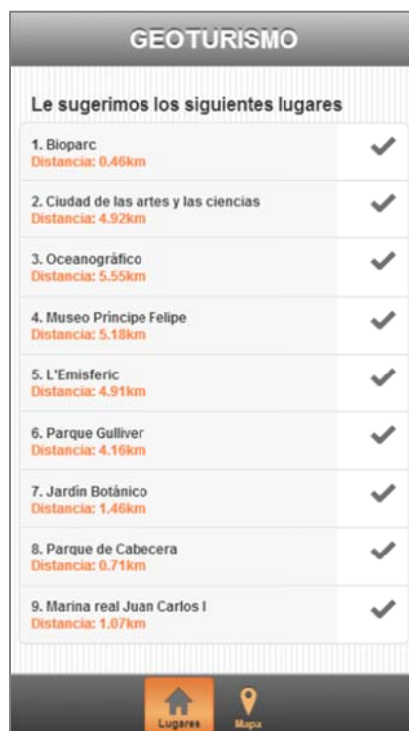 GEOTURISMO
Le sugerimos los siguientes lugares
1. Bioparc
Distancia: 0.46km
2. Ciudad de las artes y las ciencias
Distancia: 4.92km
3. Oceanográfico
Distancia: 5.55km
4. Museo Príncipe Felipe
Distancia: 5.18km
5. L'Emisferic
Distancia: 4.91km
6. Parque Gulliver
Distancia: 4.16km
7. Jardín Botánico
Distancia: 1.46km
8. Parque de Cabecera
Distancia: 0.71km
9. Marina real Juan Carlos I
Distancia: 1.07km
Lugares Mapa